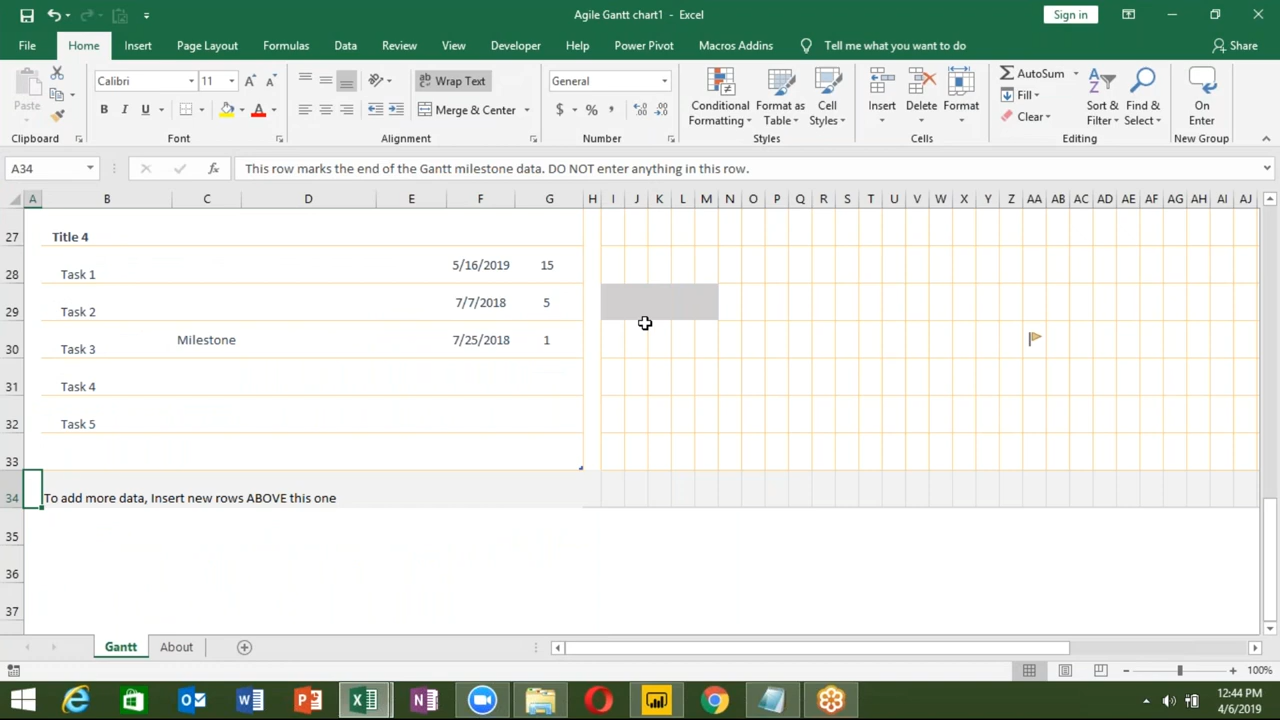 Agile Gantt chart1 - Excel
Sign in
File Home Insert Page Layout Formulas Data Review View Developer Help Power Pivot Macros Addins Tell me what you want to do Share
Paste
Clipboard
Calibri 11
B I U
Font
Wrap Text
Merge & Center
Alignment
General
$ % ,
Number
Conditional Formatting
Format as Table
Cell Styles
Styles
Insert
Delete
Format
Cells
AutoSum
Fill
Clear
Sort & Filter
Find & Select
Editing
On Enter
New Group
A34 fx This row marks the end of the Gantt milestone data. DO NOT enter anything in this row.
A B C D E F G H I J K L M N O P Q R S T U V W X Y Z AA AB AC AD AE AF AG AH AI AJ
27 Title 4
28 Task 1 5/16/2019 15
29 Task 2 7/7/2018 5
30 Task 3 Milestone 7/25/2018 1
31 Task 4
32 Task 5
33
34 To add more data, Insert new rows ABOVE this one
35
36
37
Gantt About
100%
12:44 PM
4/6/2019